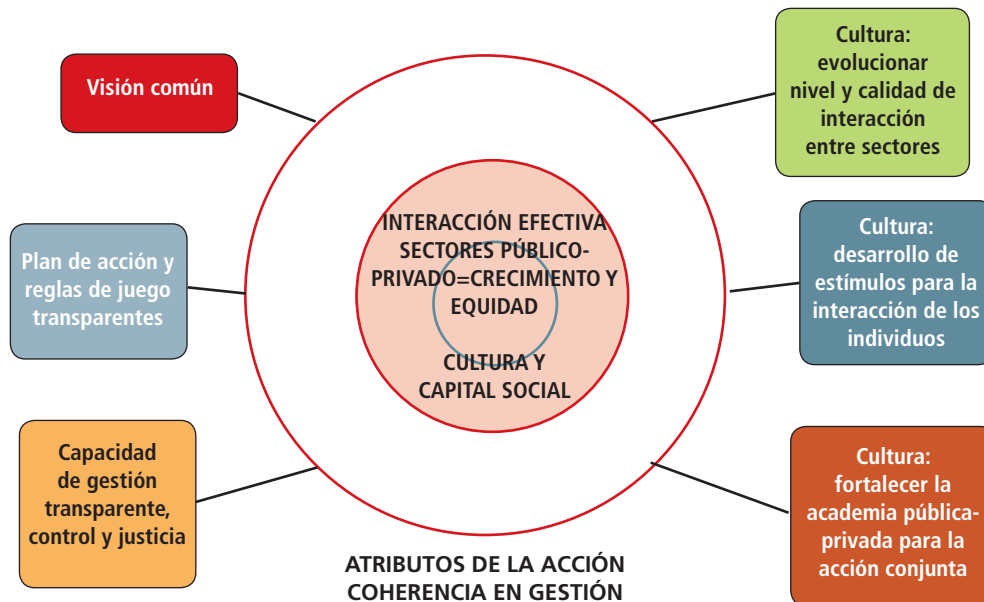 Visión común
Plan de acción y
reglas de juego
transparentes
Capacidad
de gestión
transparente,
control y justicia
INTERACCIÓN EFECTIVA
SECTORES PÚBLICO-
PRIVADO=CRECIMIENTO Y
EQUIDAD
CULTURA Y
CAPITAL SOCIAL
Cultura:
evolucionar
nivel y calidad de
interacción
entre sectores
Cultura:
desarrollo de
estímulos para la
interacción de los
individuos
Cultura:
fortalecer la
academia pública-
privada para la
acción conjunta
ATRIBUTOS DE LA ACCIÓN
COHERENCIA EN GESTIÓN